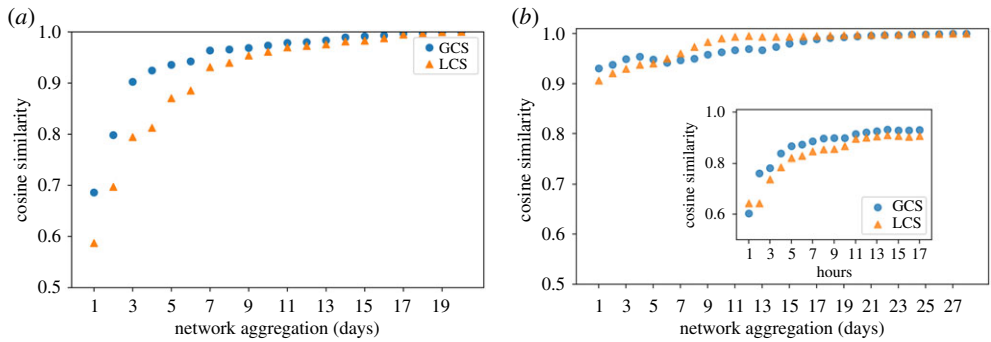 (a)
1.0
0.9
0.8
0.7
0.6
0.5
cosine similarity
GCS
LCS
1 3 5 7 9 11 13 15 17 19
network aggregation (days)
(b)
1.0
0.9
0.8
0.7
0.6
0.5
cosine similarity
1.0
0.8
0.6
cosine similarity
GCS
LCS
1 3 5 7 9 11 13 15 17
hours
1 3 5 7 9 11 13 15 17 19 21 23 25 27
network aggregation (days)